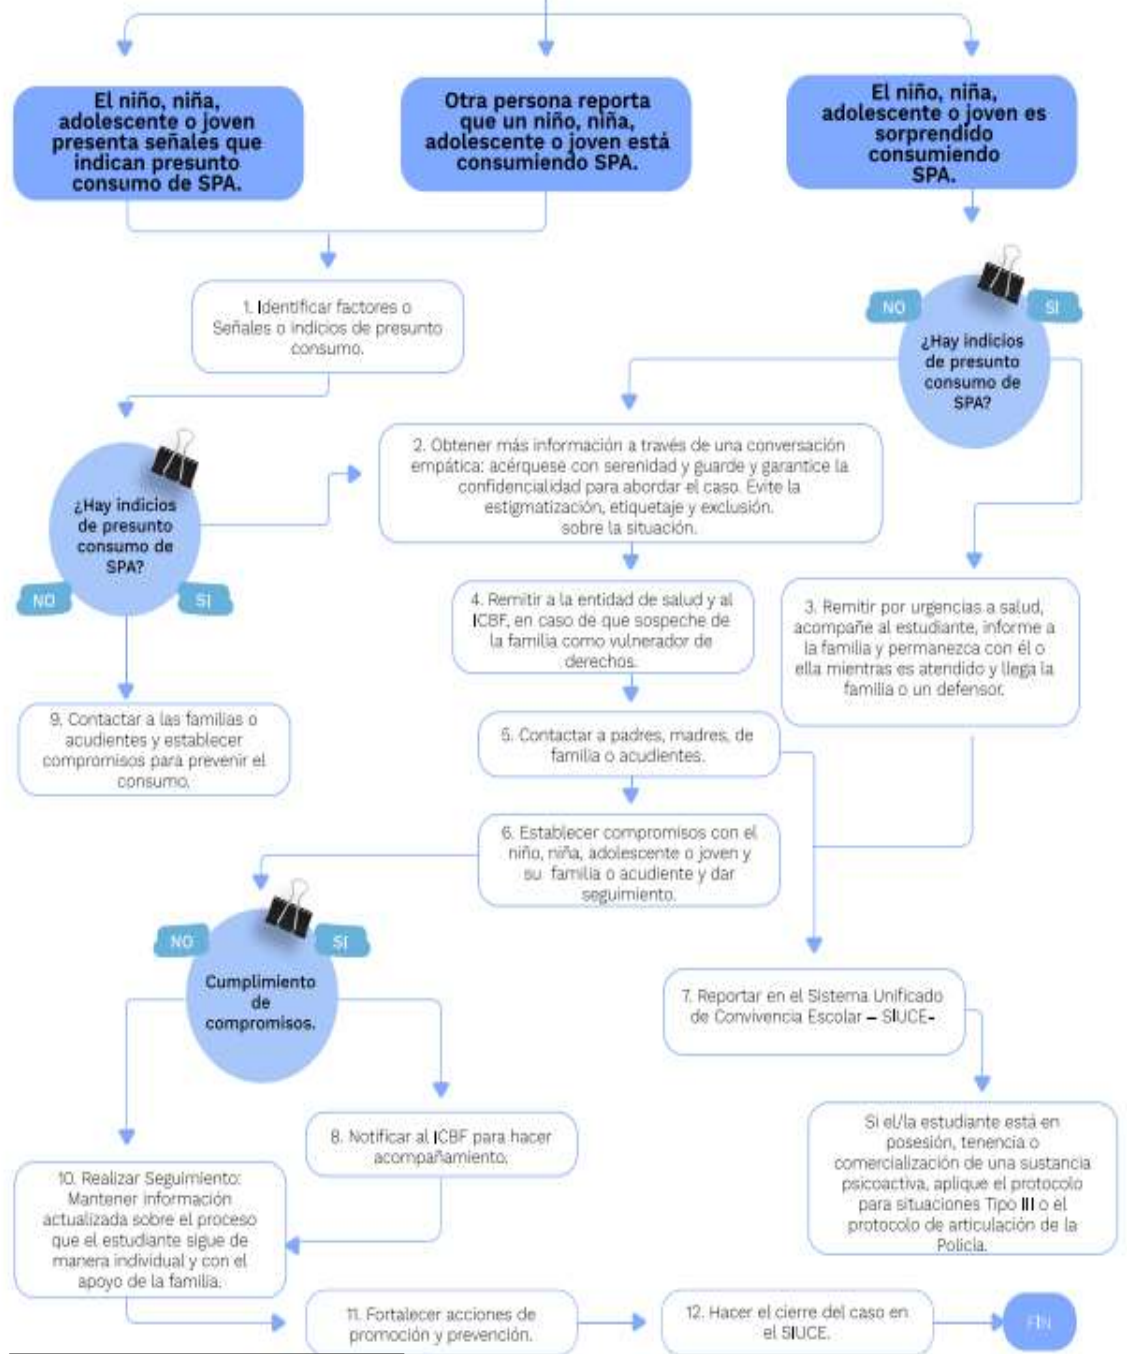 El niño, niña,
adolescente o joven
presenta señales que
indican presunto
consumo de SPA.
Otra persona reporta
que un niño, niña,
adolescente o joven está
consumiendo SPA.
El niño, niña,
adolescente o joven es
sorprendido
consumiendo
SPA.
1. Identificar factores o
Señales o indicios de presunto
consumo.
NO
SI
¿Hay indicios
de presunto
consumo de
SPA?
2. Obtener más información a través de una conversación
empática: acérquese con serenidad y guarde y garantice la
confidencialidad para abordar el caso. Evite la
estigmatización, etiquetaje y exclusión.
sobre la situación.
¿Hay indicios
de presunto
consumo de
SPA?
NO
SI
4. Remitir a la entidad de salud y al
ICBF, en caso de que sospeche de
la familia como vulnerador de
derechos.
3. Remitir por urgencias a salud,
acompañe al estudiante, informe a
la familia y permanezca con él o
ella mientras es atendido y llega la
familia o un defensor.
9. Contactar a las familias o
acudientes y establecer
compromisos para prevenir el
consumo.
5. Contactar a padres, madres, de
familia o acudientes.
6. Establecer compromisos con el
niño, niña, adolescente o joven y
su familia o acudiente y dar
seguimiento.
NO
SI
Cumplimiento
de
compromisos.
7. Reportar en el Sistema Unificado
de Convivencia Escolar – SIUCE-
8. Notificar al ICBF para hacer
acompañamiento.
Si el/la estudiante está en
posesión, tenencia o
comercialización de una sustancia
psicoactiva, aplique el protocolo
para situaciones Tipo III o el
protocolo de articulación de la
Policía.
10. Realizar Seguimiento:
Mantener información
actualizada sobre el proceso
que el estudiante sigue de
manera individual y con el
apoyo de la familia.
11. Fortalecer acciones de
promoción y prevención.
12. Hacer el cierre del caso en
el SIUCE.
FIN